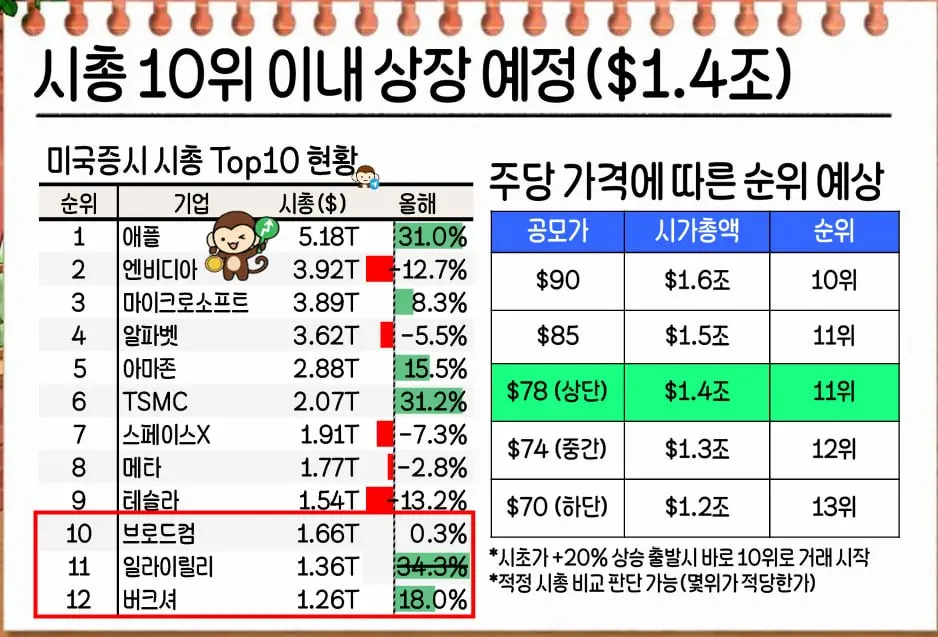 시총 10위 이내 상장 예정($1.4조)
미국증시 시총 Top10 현황
순위 기업 시총($) 올해
1 애플 5.18T 31.0%
2 엔비디아 3.92T -12.7%
3 마이크로소프트 3.89T 8.3%
4 알파벳 3.62T -5.5%
5 아마존 2.88T 15.5%
6 TSMC 2.07T 31.2%
7 스페이스X 1.91T -7.3%
8 메타 1.77T -2.8%
9 테슬라 1.54T -13.2%
10 브로드컴 1.66T 0.3%
11 일라이릴리 1.36T 34.3%
12 버크셔 1.26T 18.0%
주당 가격에 따른 순위 예상
공모가 시가총액 순위
$90 $1.6조 10위
$85 $1.5조 11위
$78 (상단) $1.4조 11위
$74 (중간) $1.3조 12위
$70 (하단) $1.2조 13위
*시초가 +20% 상승 출발시 바로 10위로 거래 시작
*적정 시총 비교 판단 가능 (몇위가 적당한가)